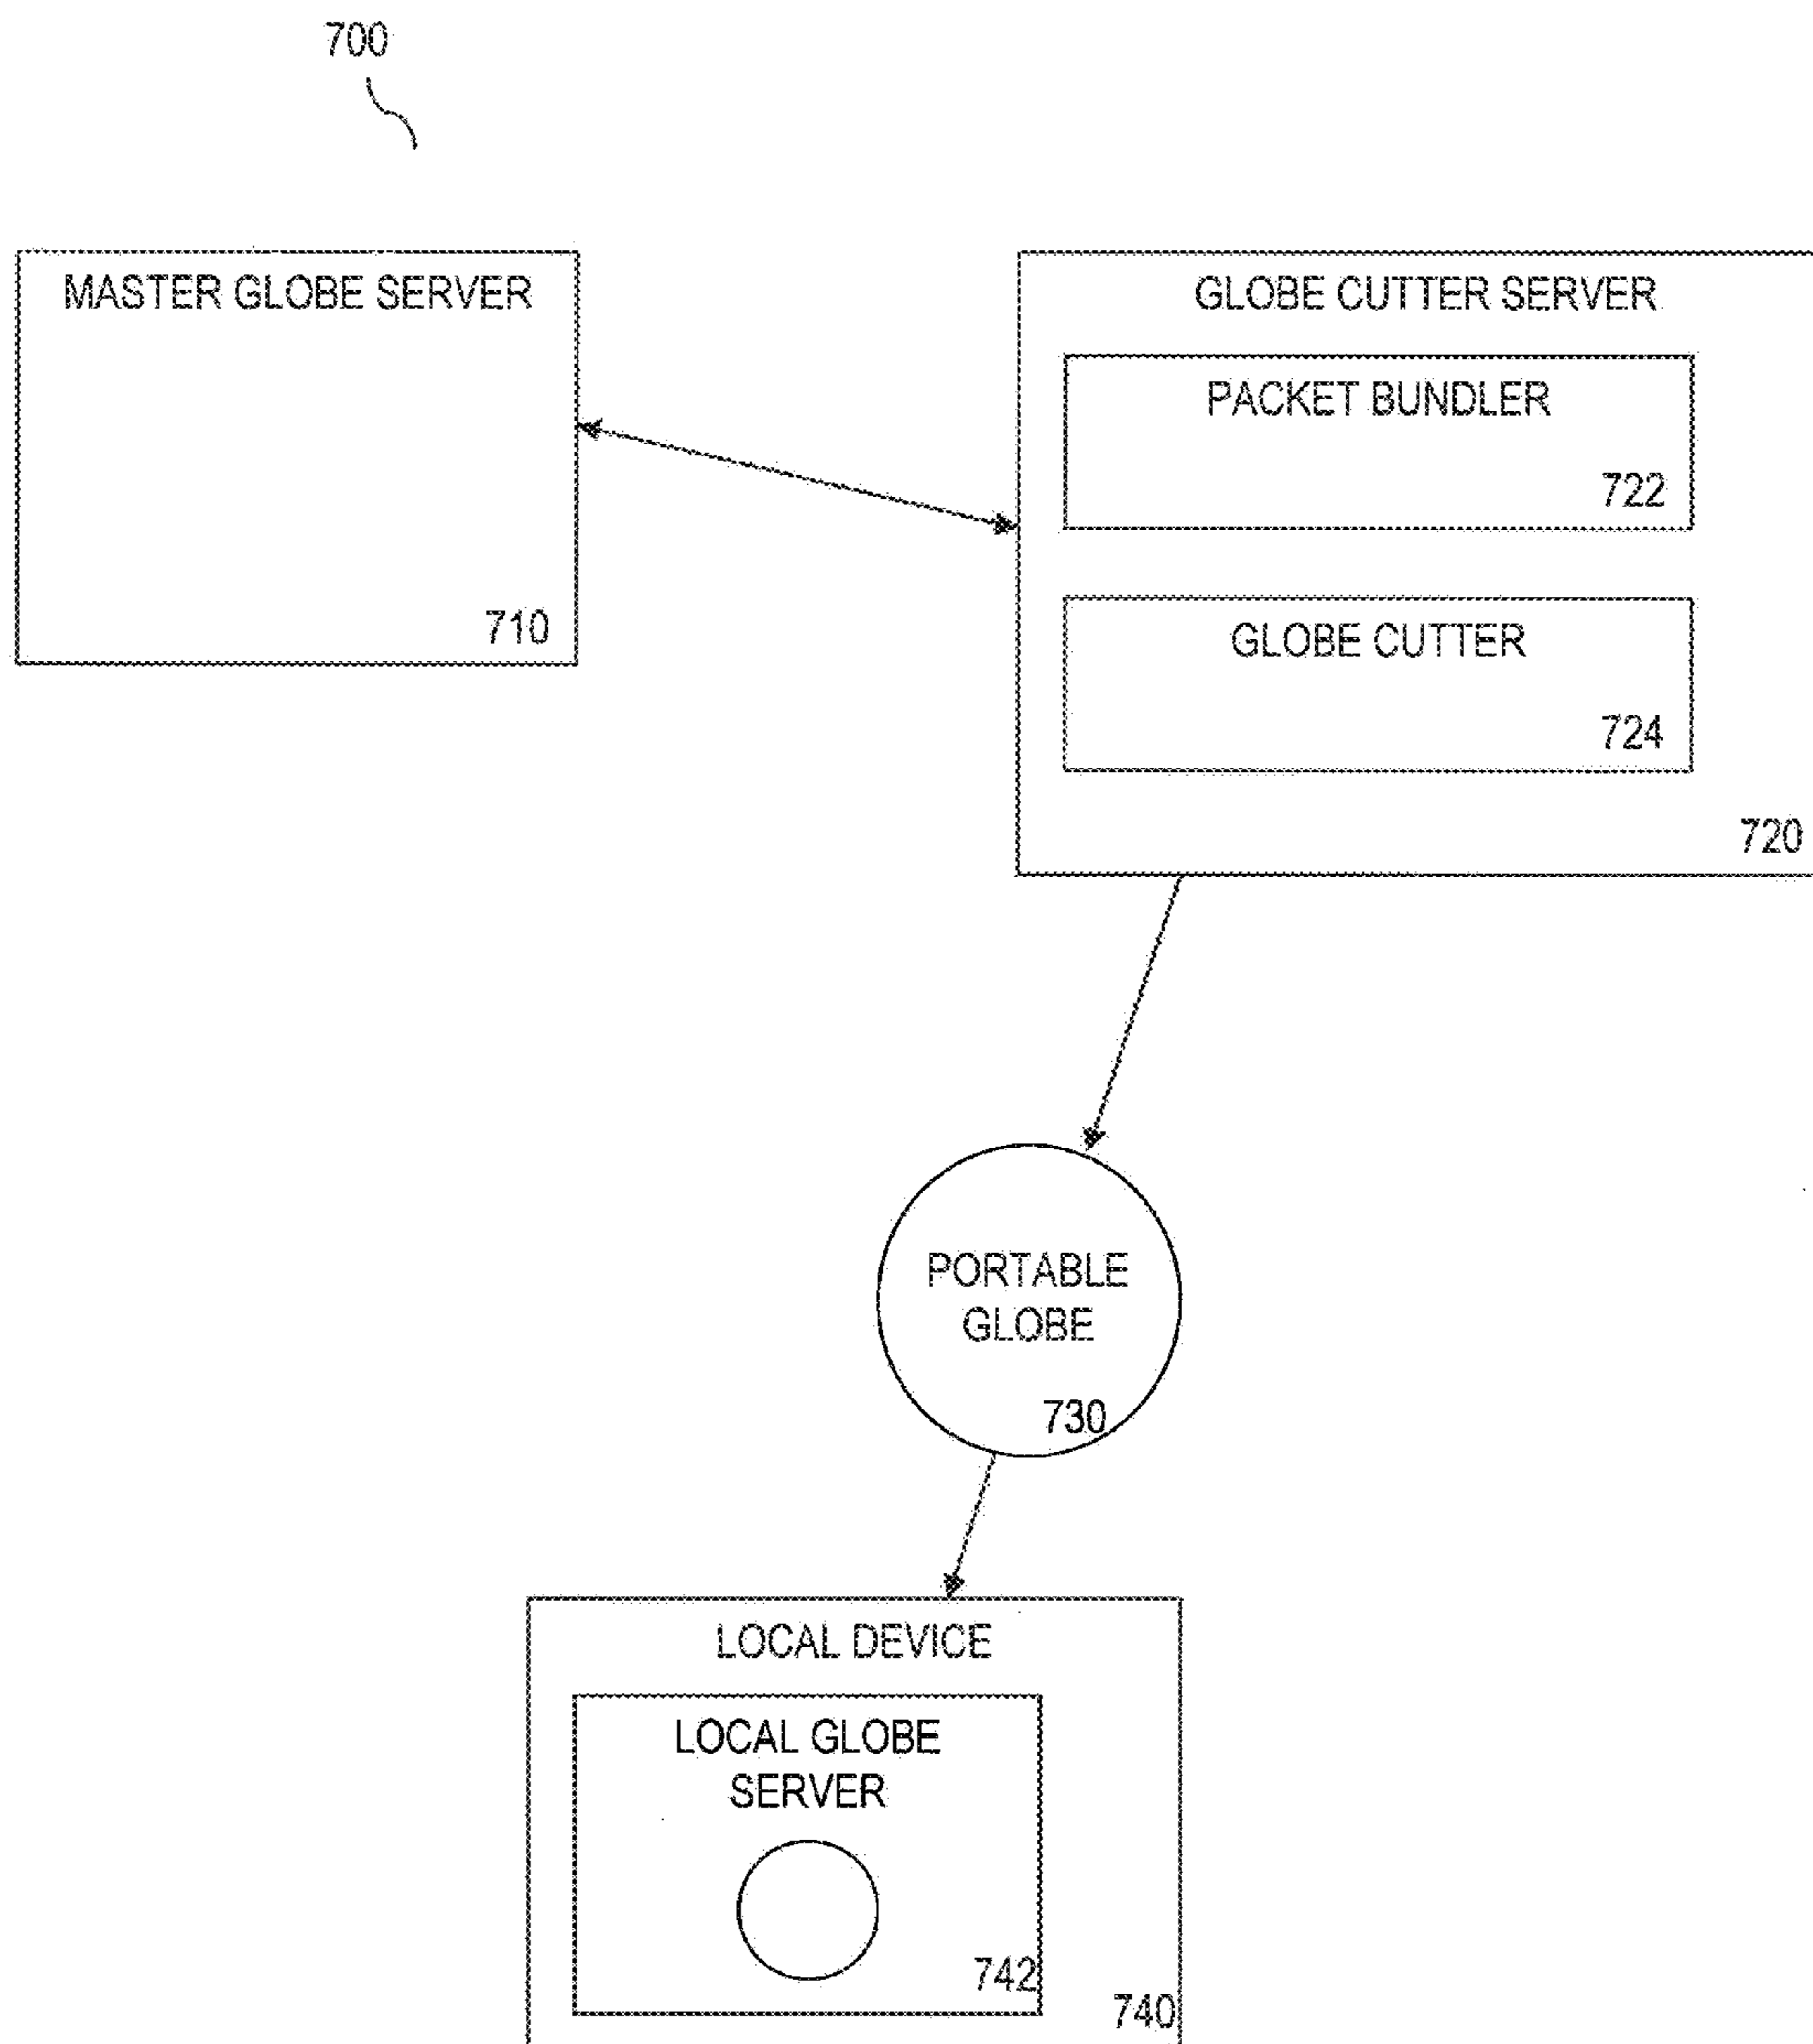 700
MASTER GLOBE SERVER
710
GLOBE CUTTER SERVER
PACKET BUNDLER
722
GLOBE CUTTER
724
720
PORTABLE
GLOBE
730
LOCAL DEVICE
LOCAL GLOBE
SERVER
742
740